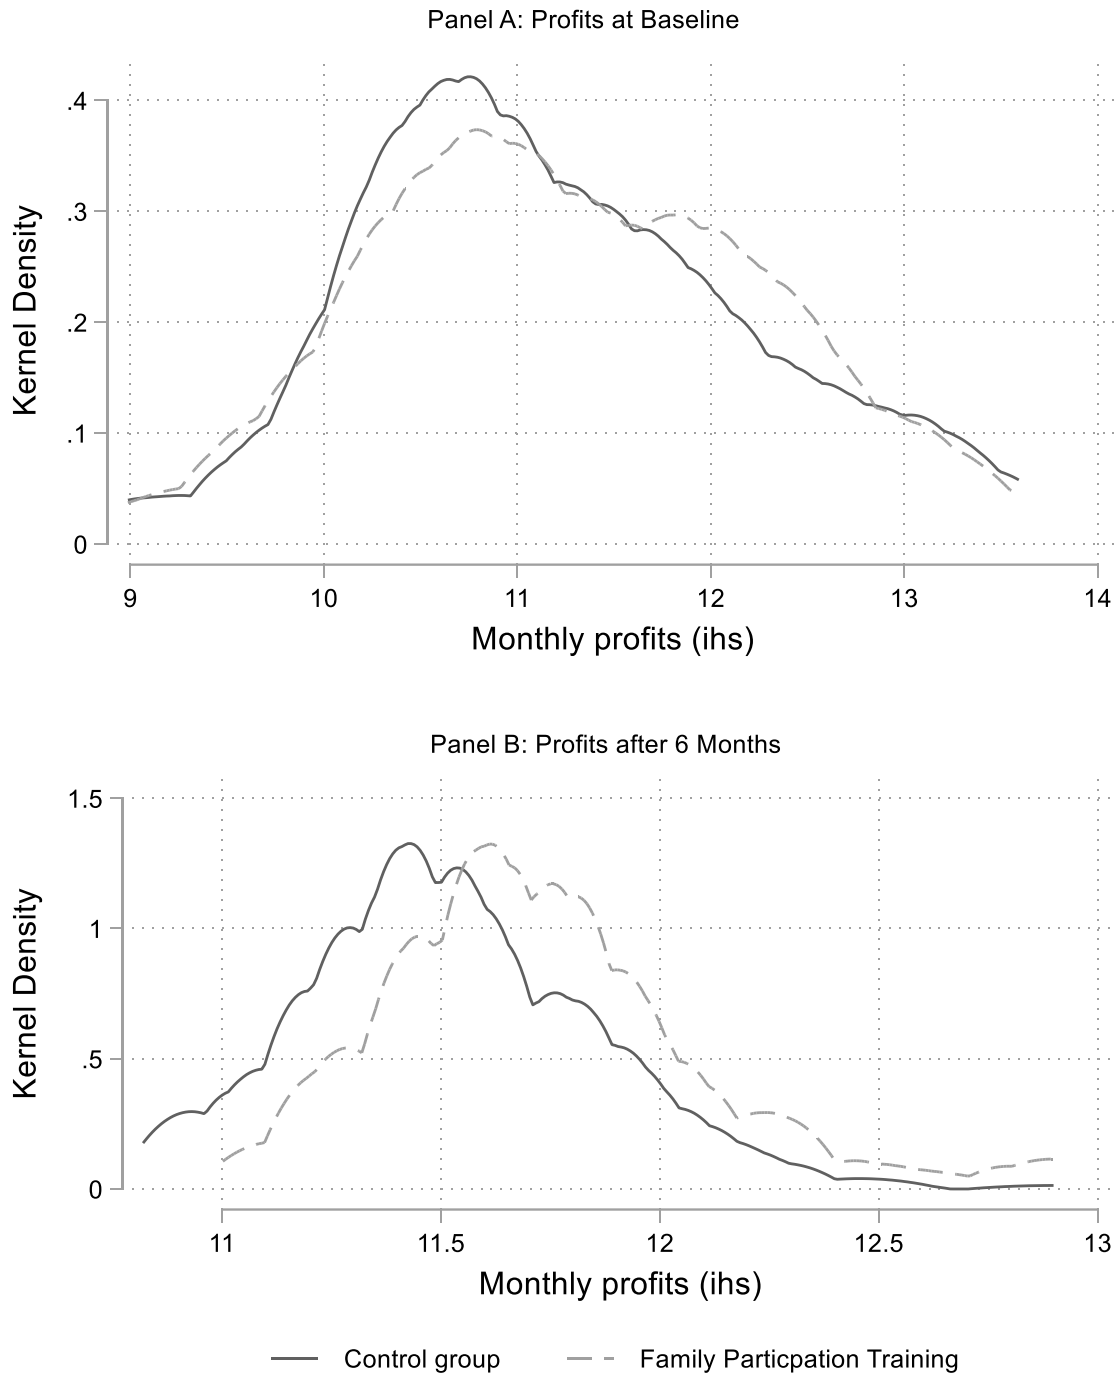 Panel A: Profits at Baseline
Kernel Density
.4
.3
.2
.1
0
9 10 11 12 13 14
Monthly profits (ihs)
Panel B: Profits after 6 Months
Kernel Density
1.5
1
.5
0
11 11.5 12 12.5 13
Monthly profits (ihs)
Control group Family Particpation Training